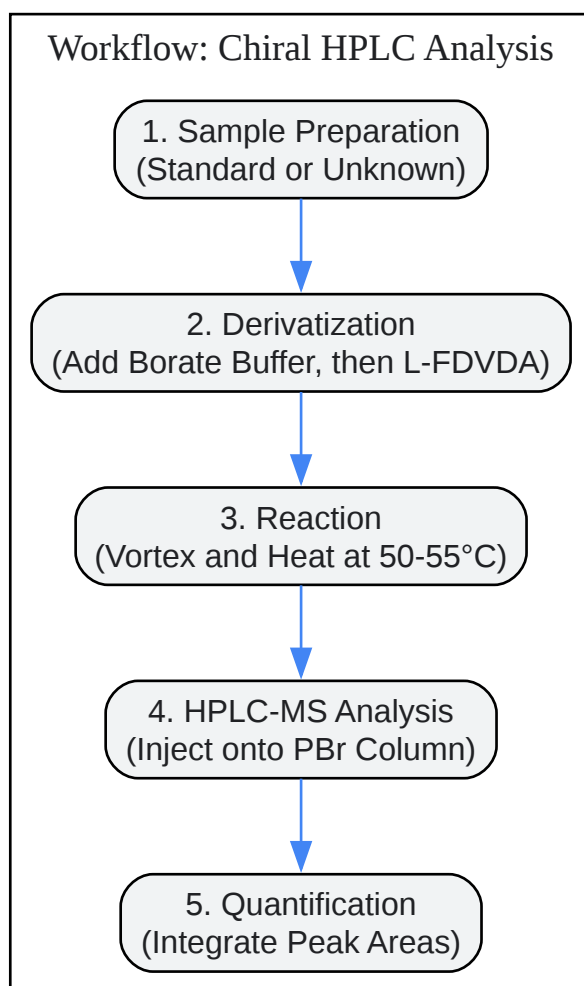 Workflow: Chiral HPLC Analysis
1. Sample Preparation
(Standard or Unknown)
2. Derivatization
(Add Borate Buffer, then L-FDVDA)
3. Reaction
(Vortex and Heat at 50-55°C)
4. HPLC-MS Analysis
(Inject onto PBr Column)
5. Quantification
(Integrate Peak Areas)